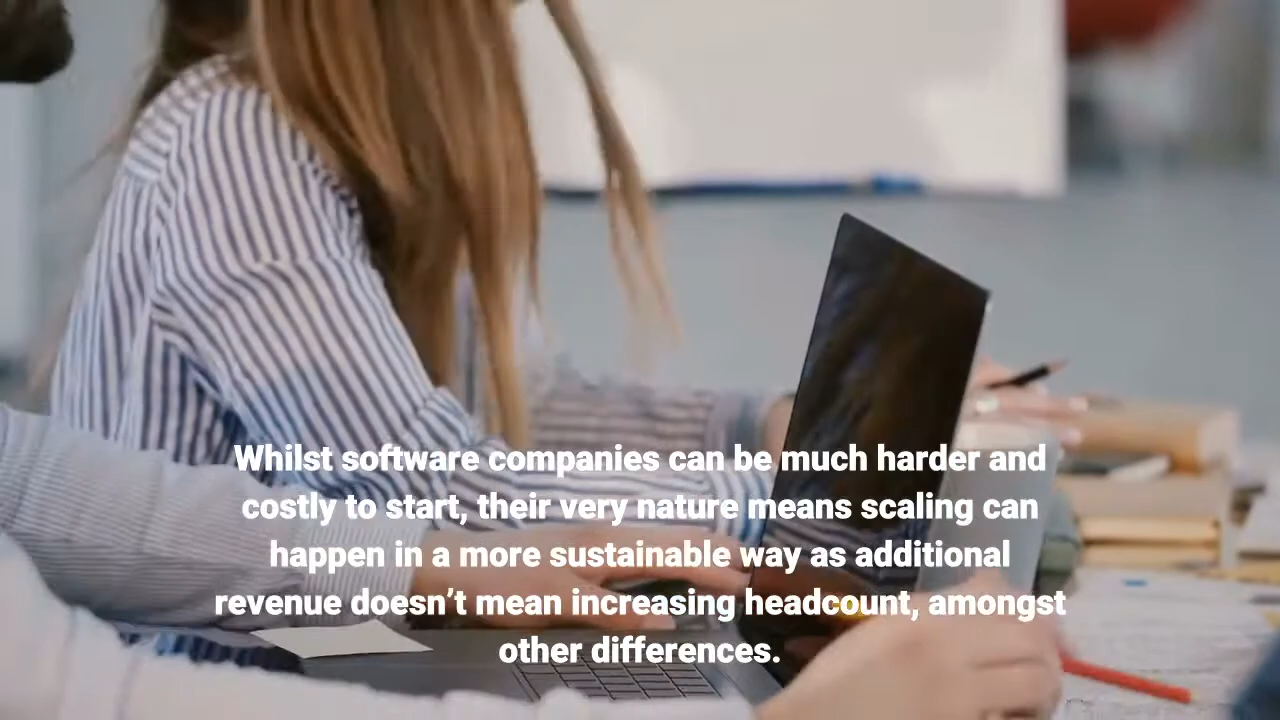 Whilst software companies can be much harder and
costly to start, their very nature means scaling can
happen in a more sustainable way as additional
revenue doesn’t mean increasing headcount, amongst
other differences.